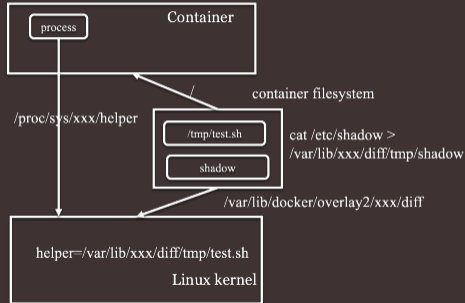 Container
process
/
container filesystem
/proc/sys/xxx/helper
/tmp/test.sh
cat /etc/shadow >
/var/lib/xxx/diff/tmp/shadow
shadow
/var/lib/docker/overlay2/xxx/diff
helper=/var/lib/xxx/diff/tmp/test.sh
Linux kernel